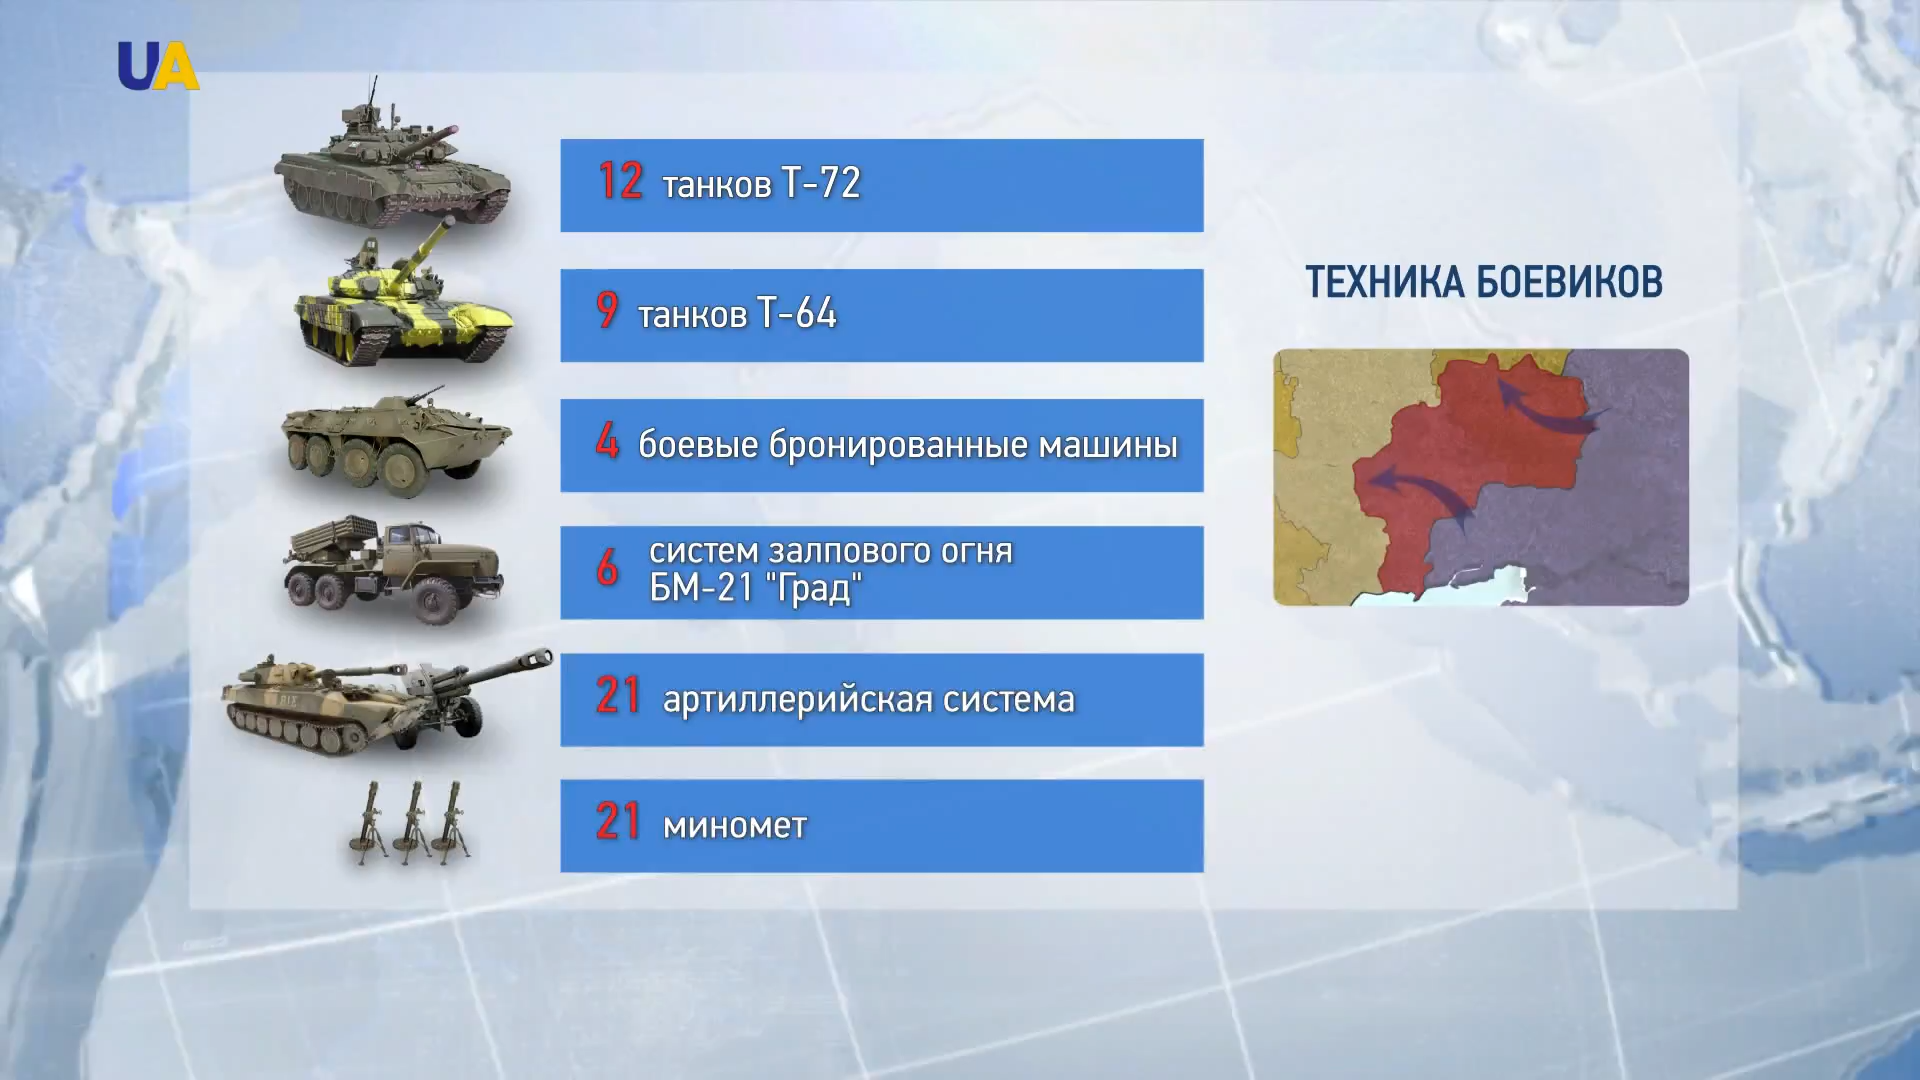 UA
12 танков Т-72
9 танков Т-64
4 боевые бронированные машины
6 систем залпового огня
БМ-21 "Град"
21 артиллерийская система
21 миномет
ТЕХНИКА БОЕВИКОВ